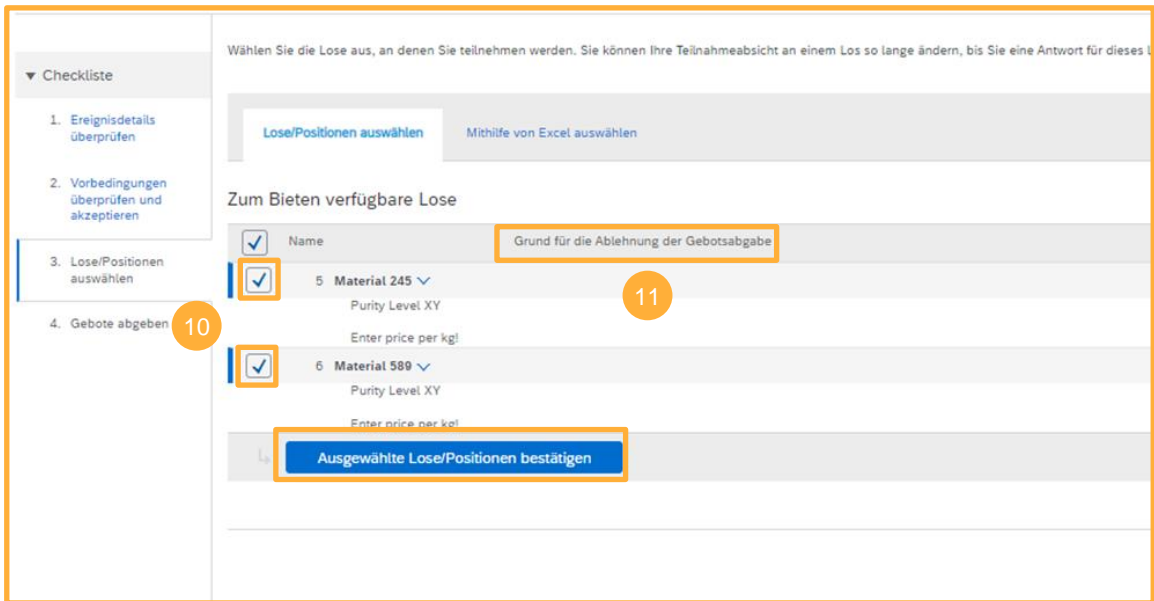 Wählen Sie die Lose aus, an denen Sie teilnehmen werden. Sie können Ihre Teilnahmeabsicht an einem Los so lange ändern, bis Sie eine Antwort für dieses
▼ Checkliste
1. Ereignisdetails
überprüfen
2. Vorbedingungen
überprüfen und
akzeptieren
3. Lose/Positionen
auswählen
4. Gebote abgeben
10
Lose/Positionen auswählen
Mithilfe von Excel auswählen
Zum Bieten verfügbare Lose
Name
Grund für die Ablehnung der Gebotsabgabe
5 Material 245
11
Purity Level XY
Enter price per kg!
6 Material 589
Purity Level XY
Enter price per kg!
Ausgewählte Lose/Positionen bestätigen